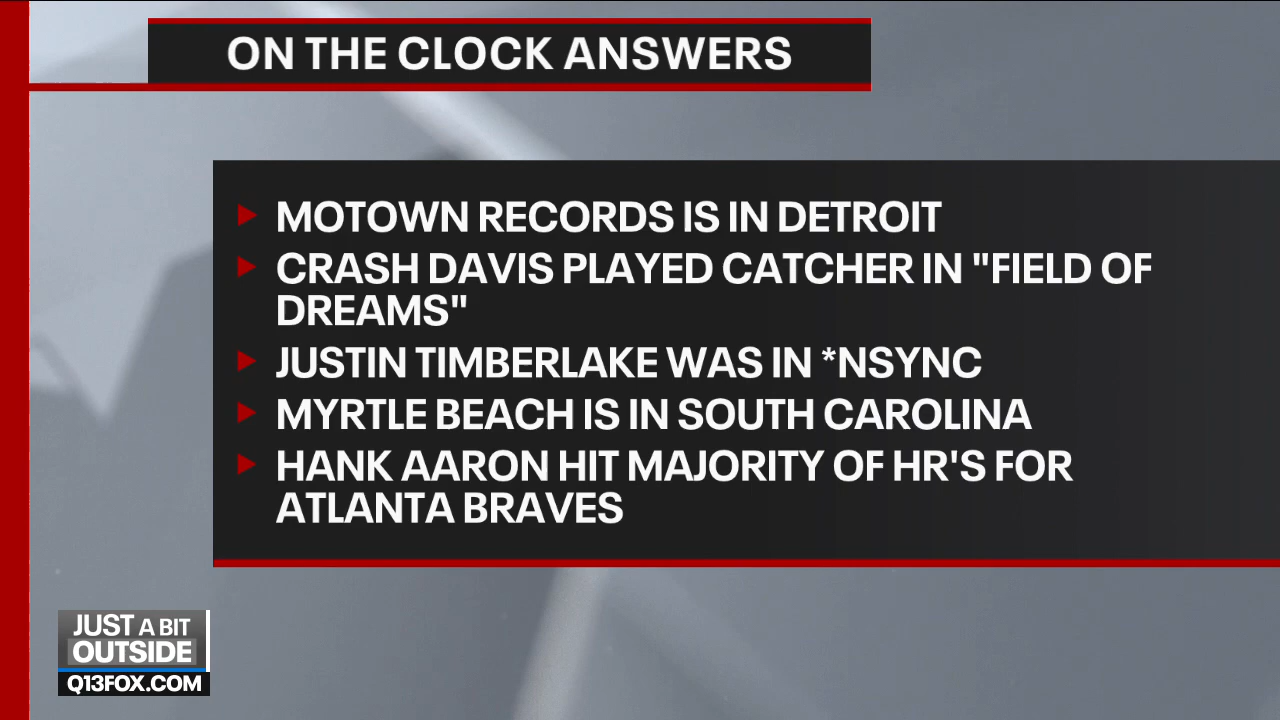 ON THE CLOCK ANSWERS
MOTOWN RECORDS IS IN DETROIT
CRASH DAVIS PLAYED CATCHER IN "FIELD OF
DREAMS"
JUSTIN TIMBERLAKE WAS IN *NSYNC
MYRTLE BEACH IS IN SOUTH CAROLINA
HANK AARON HIT MAJORITY OF HR'S FOR
ATLANTA BRAVES
JUST A BIT
OUTSIDE
Q13FOX.COM